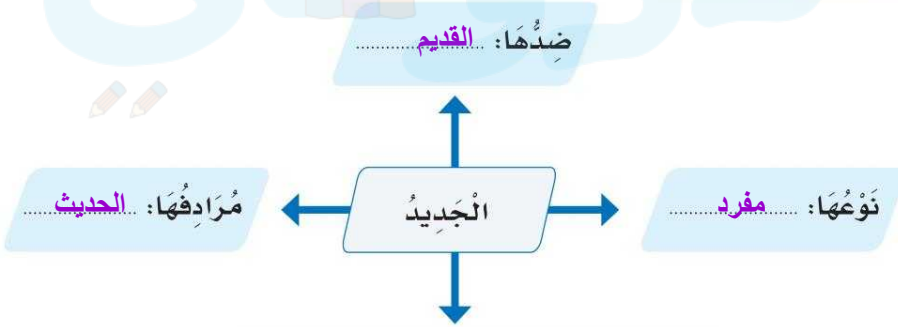 ضِدُّهَا: القديم
نَوْعُهَا: مفرد
الْجَدِيدُ
مُرَادِفُهَا: الحديث